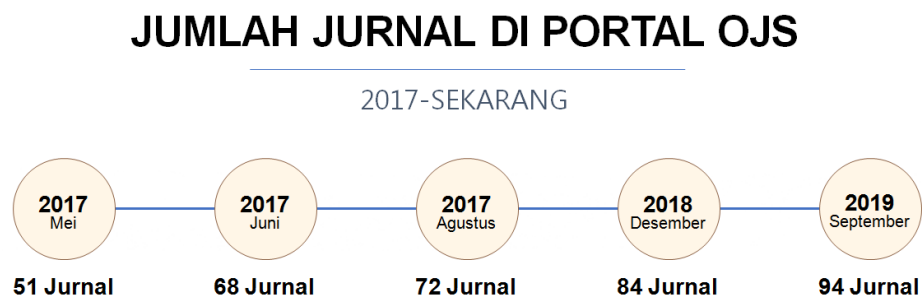 JUMLAH JURNAL DI PORTAL OJS
2017-SEKARANG
2017
Mei
51 Jurnal
2017
Juni
68 Jurnal
2017
Agustus
72 Jurnal
2018
Desember
84 Jurnal
2019
September
94 Jurnal